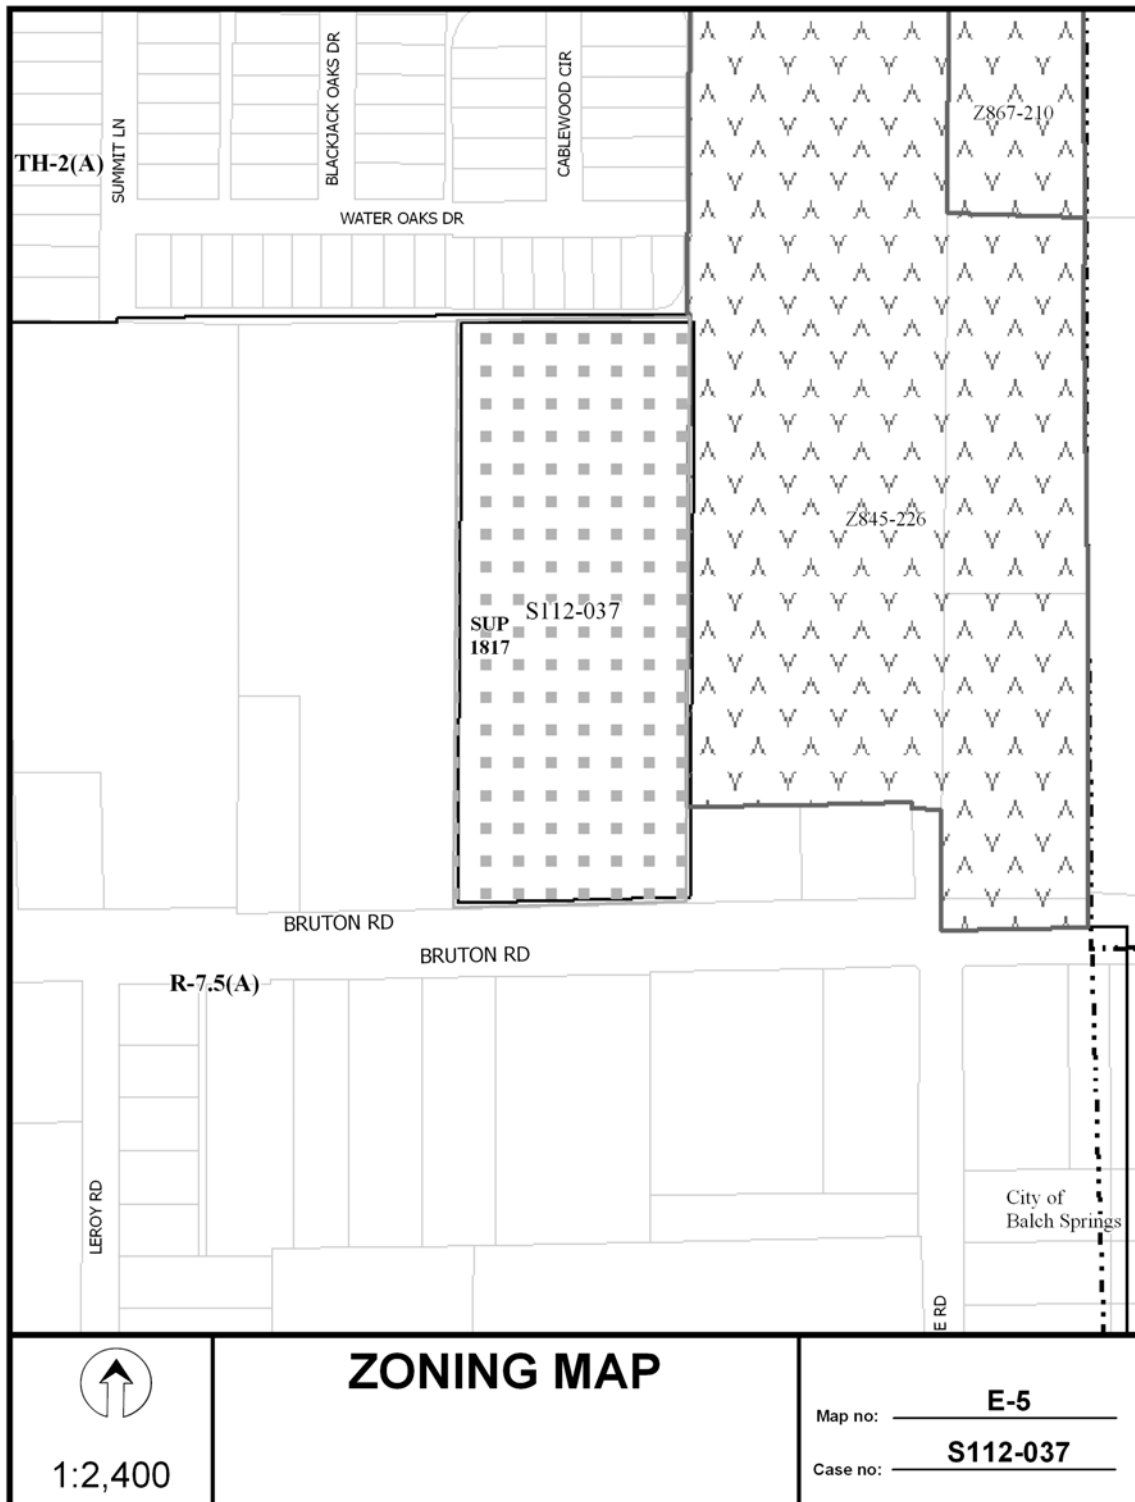 SUMMIT LN
BLACKJACK OAKS DR
CABLEWOOD CIR
Z867-210
TH-2(A)
WATER OAKS DR
Z845-226
S112-037
SUP
1817
BRUTON RD
BRUTON RD
R-7.5(A)
LEROY RD
City of
Balch Springs
E RD
ZONING MAP
1:2,400
Map no: E-5
Case no: S112-037